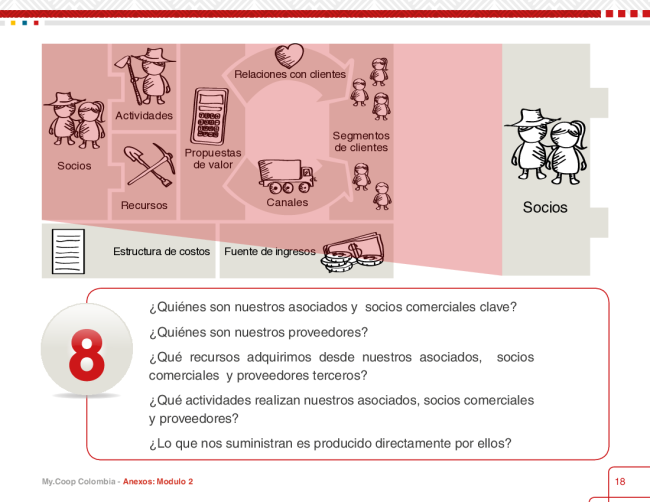 Relaciones con clientes
Actividades
Socios
Propuestas
de valor
Segmentos
de clientes
Recursos
Canales
Socios
Estructura de costos
Fuente de ingresos
8
¿Quiénes son nuestros asociados y socios comerciales clave?
¿Quiénes son nuestros proveedores?
¿Qué recursos adquirimos desde nuestros asociados, socios
comerciales y proveedores terceros?
¿Qué actividades realizan nuestros asociados, socios comerciales
y proveedores?
¿Lo que nos suministran es producido directamente por ellos?
My.Coop Colombia - Anexos: Modulo 2
18